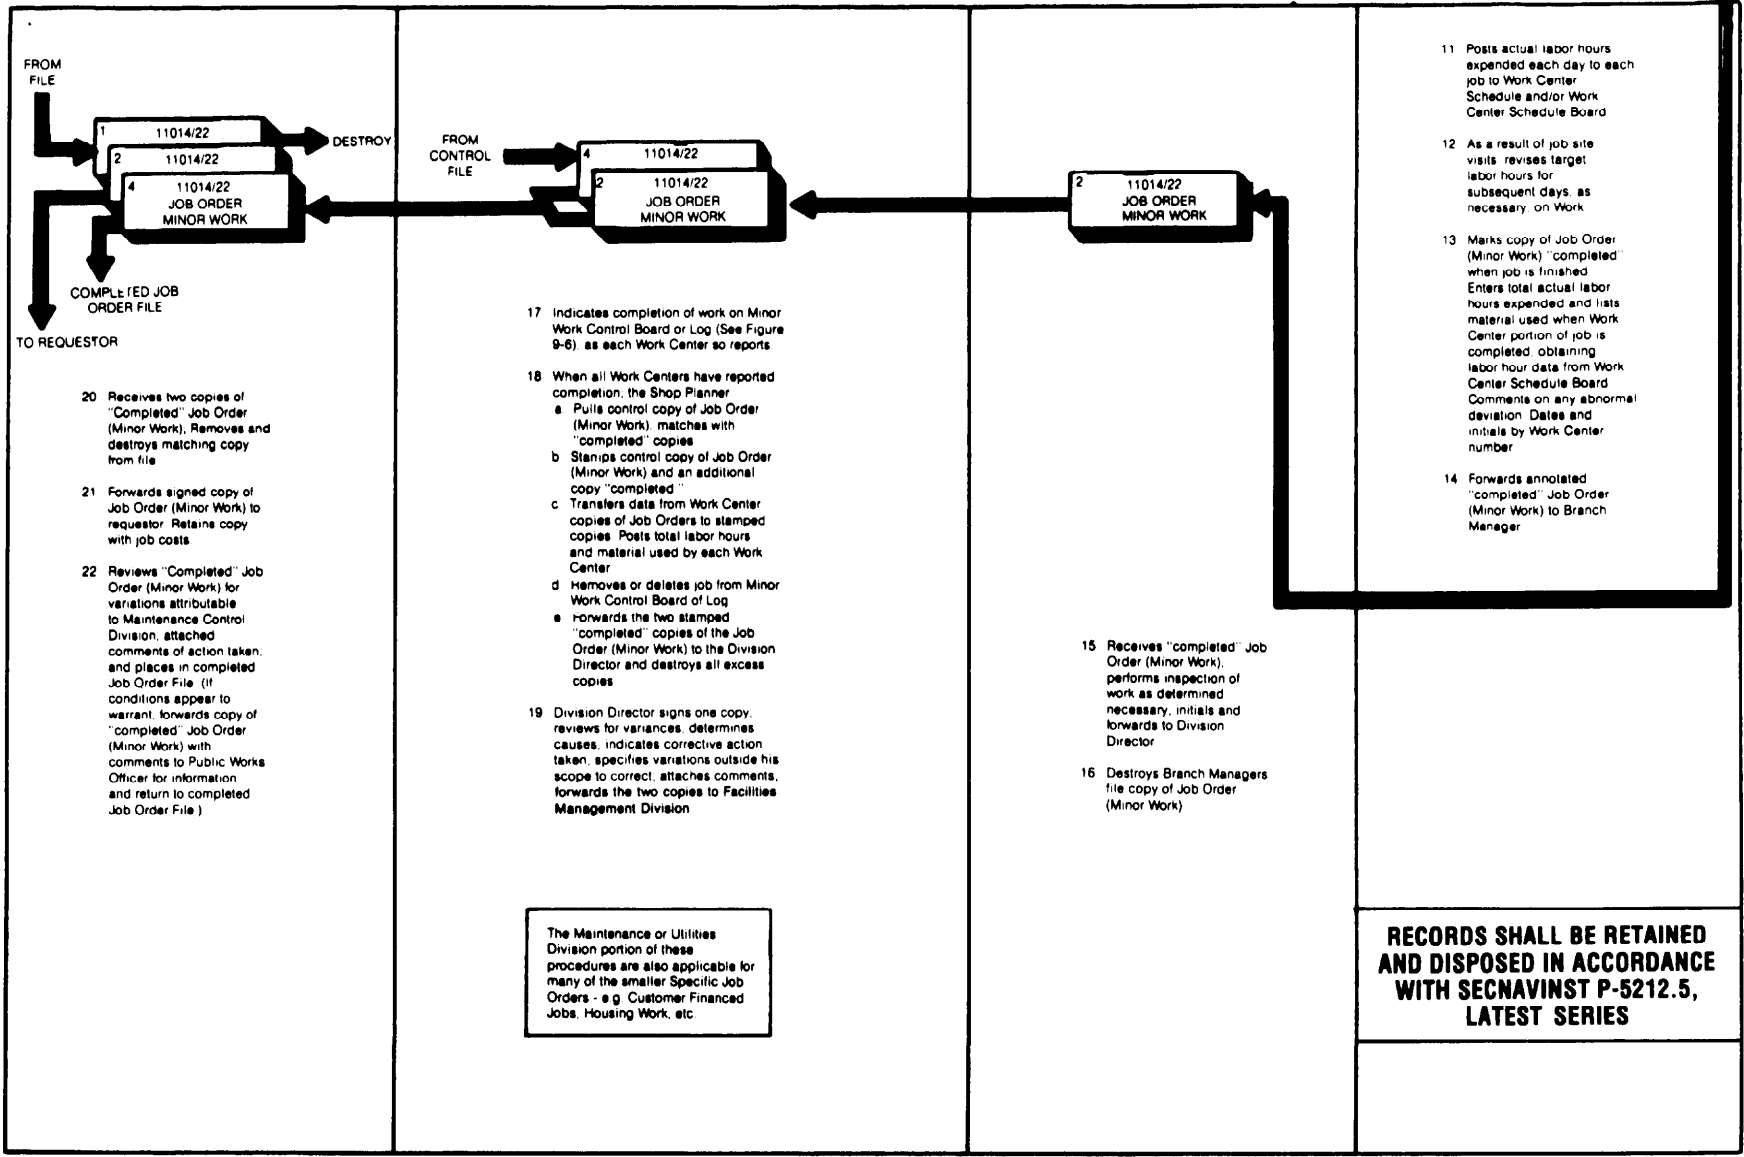 FROM
FILE
1 11014/22
DESTROY
2 11014/22
4 11014/22
JOB ORDER
MINOR WORK
COMPLETED JOB
ORDER FILE
TO REQUESTOR
20 Receives two copies of
"Completed" Job Order
(Minor Work), Removes and
destroys matching copy
from file
21 Forwards signed copy of
Job Order (Minor Work) to
requestor Retains copy
with job costs
22 Reviews "Completed" Job
Order (Minor Work) for
variations attributable
to Maintenance Control
Division, attached
comments of action taken,
and places in completed
Job Order File (If
conditions appear to
warrant, forwards copy of
"completed" Job Order
(Minor Work) with
comments to Public Works
Officer for information
and return to completed
Job Order File )
FROM
CONTROL
FILE
4 11014/22
2 11014/22
JOB ORDER
MINOR WORK
17 Indicates completion of work on Minor
Work Control Board or Log (See Figure
9-6), as each Work Center so reports
18 When all Work Centers have reported
completion, the Shop Planner
a Pulls control copy of Job Order
(Minor Work), matches with
"completed" copies
b Stamps control copy of Job Order
(Minor Work) and an additional
copy "completed "
c Transfers data from Work Center
copies of Job Orders to stamped
copies Posts total labor hours
and material used by each Work
Center
d Removes or deletes job from Minor
Work Control Board of Log
e Forwards the two stamped
"completed" copies of the Job
Order (Minor Work) to the Division
Director and destroys all excess
copies
19 Division Director signs one copy,
reviews for variances, determines
causes, indicates corrective action
taken, specifies variations outside his
scope to correct, attaches comments,
forwards the two copies to Facilities
Management Division
The Maintenance or Utilities
Division portion of these
procedures are also applicable for
many of the smaller Specific Job
Orders - e.g. Customer Financed
Jobs, Housing Work, etc.
2 11014/22
JOB ORDER
MINOR WORK
15 Receives "completed" Job
Order (Minor Work),
performs inspection of
work as determined
necessary, initials and
forwards to Division
Director
16 Destroys Branch Managers
file copy of Job Order
(Minor Work)
11 Posts actual labor hours
expended each day to each
job to Work Center
Schedule and/or Work
Center Schedule Board
12 As a result of job site
visits revises target
labor hours for
subsequent days, as
necessary, on Work
13 Marks copy of Job Order
(Minor Work) "completed"
when job is finished
Enters total actual labor
hours expended and lists
material used when Work
Center portion of job is
completed, obtaining
labor hour data from Work
Center Schedule Board
Comments on any abnormal
deviation Dates and
initials by Work Center
number
14 Forwards annotated
"completed" Job Order
(Minor Work) to Branch
Manager
RECORDS SHALL BE RETAINED
AND DISPOSED IN ACCORDANCE
WITH SECNAVINST P-5212.5,
LATEST SERIES